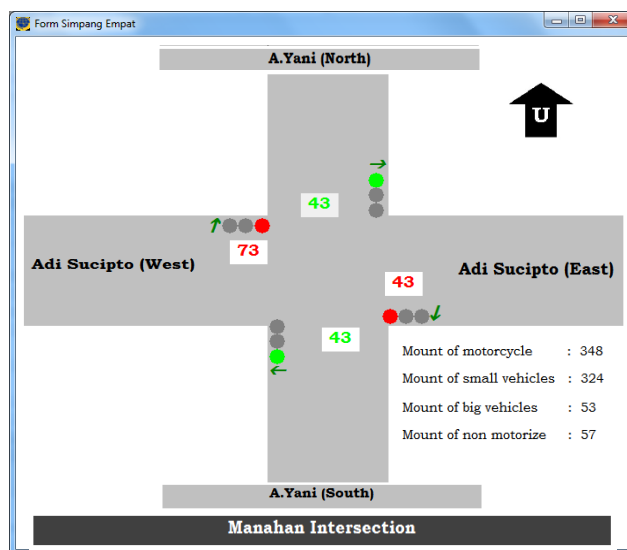 Form Simpang Empat
A.Yani (North)
U
43
73
Adi Sucipto (West)
43
Adi Sucipto (East)
43
Mount of motorcycle : 348
Mount of small vehicles : 324
Mount of big vehicles : 53
Mount of non motorize : 57
A.Yani (South)
Manahan Intersection